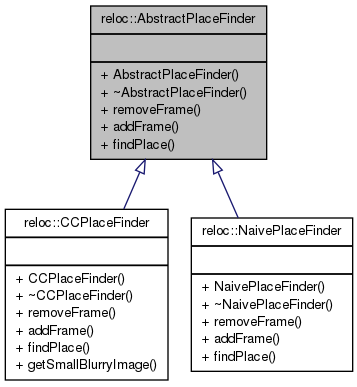 reloc::AbstractPlaceFinder
+ AbstractPlaceFinder()
+ ~AbstractPlaceFinder()
+ removeFrame()
+ addFrame()
+ findPlace()
reloc::CCPlaceFinder
+ CCPlaceFinder()
+ ~CCPlaceFinder()
+ removeFrame()
+ addFrame()
+ findPlace()
+ getSmallBlurryImage()
reloc::NaivePlaceFinder
+ NaivePlaceFinder()
+ ~NaivePlaceFinder()
+ removeFrame()
+ addFrame()
+ findPlace()